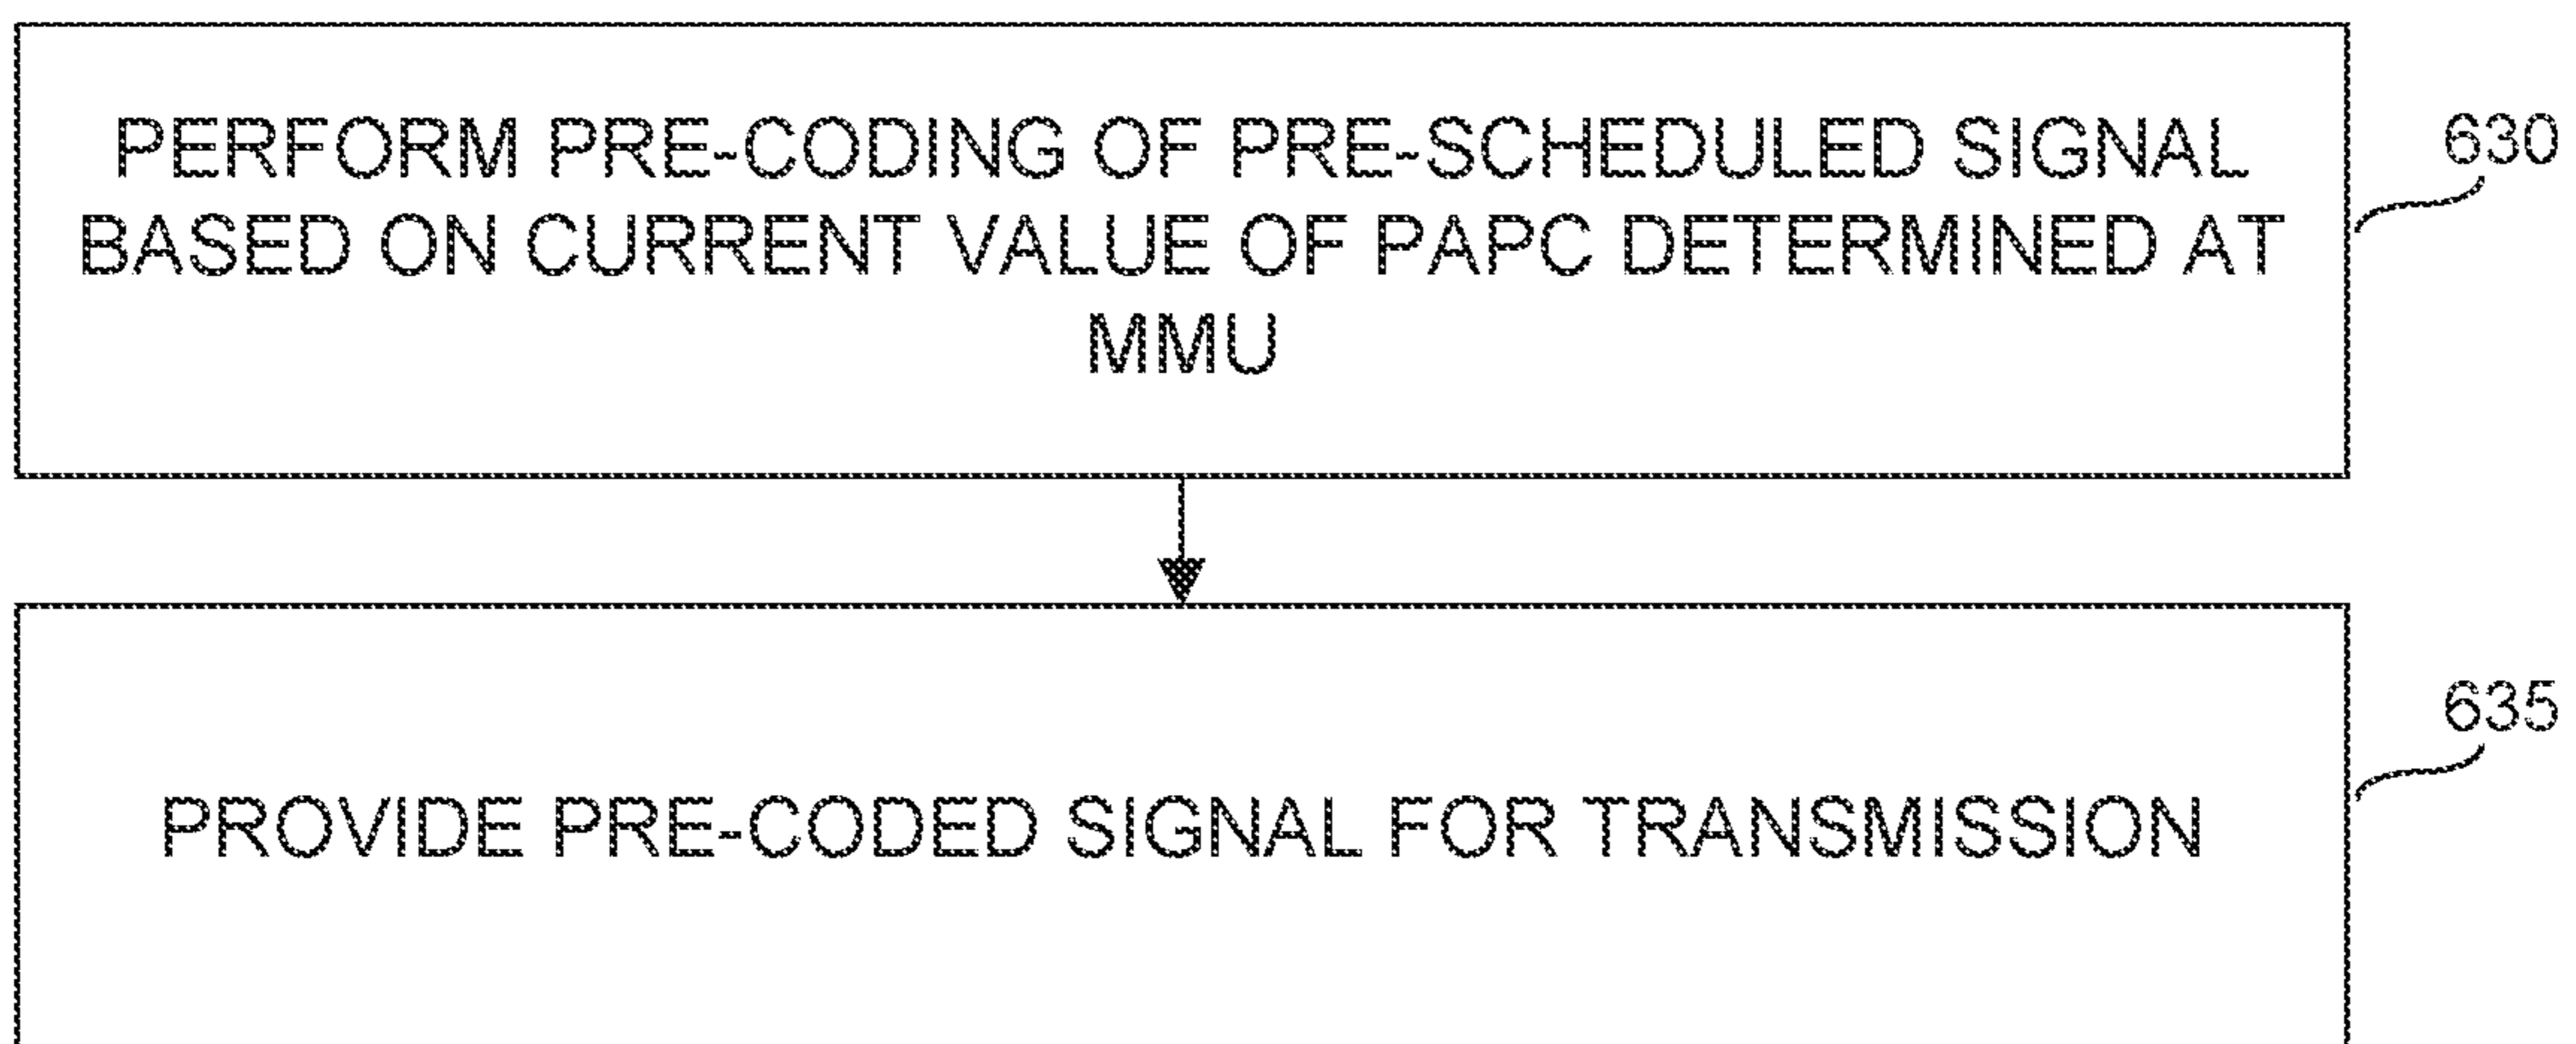 PERFORM PRE-CODING OF PRE-SCHEDULED SIGNAL
BASED ON CURRENT VALUE OF PAPC DETERMINED AT
MMU
630
PROVIDE PRE-CODED SIGNAL FOR TRANSMISSION
635